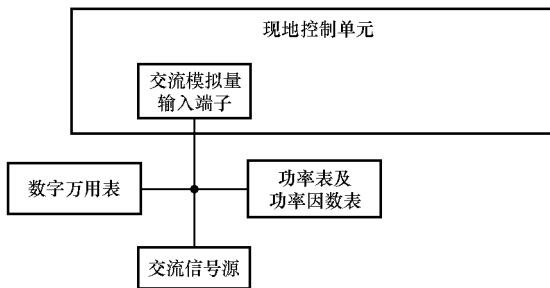 现地控制单元
交流模拟量
输入端子
数字万用表
功率表及
功率因数表
交流信号源